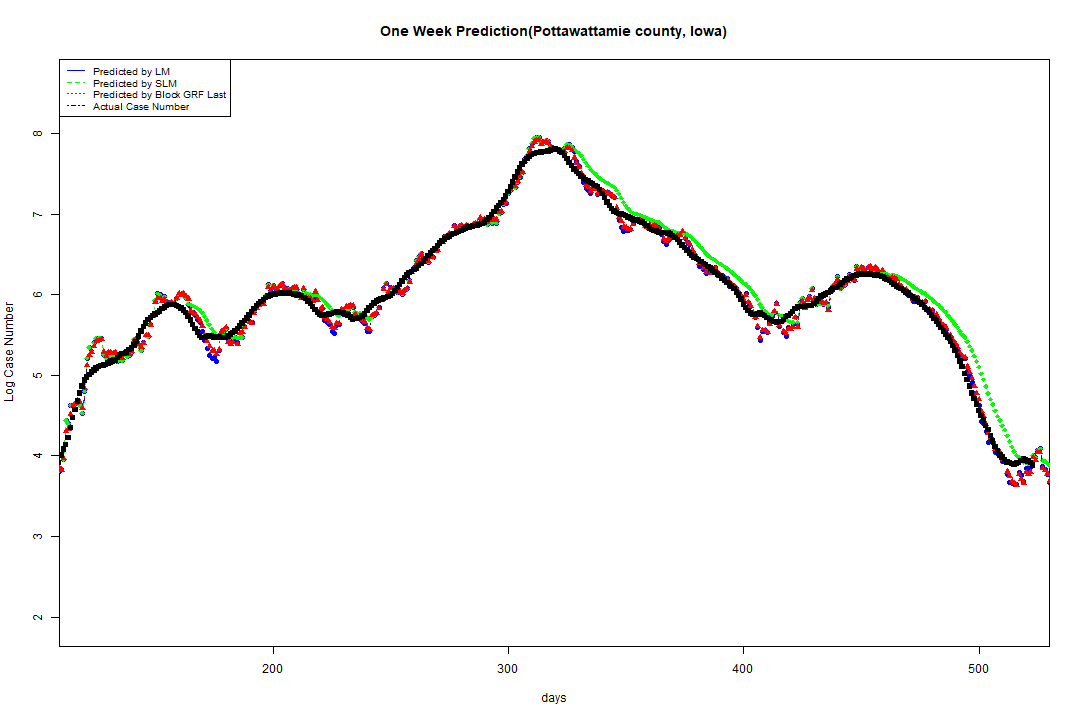 One Week Prediction(Pottawattamie county, Iowa)
Predicted by LM
Predicted by SLM
Predicted by Block GRF Last
Actual Case Number
8
7
6
5
4
3
2
Log Case Number
200 300 400 500
days